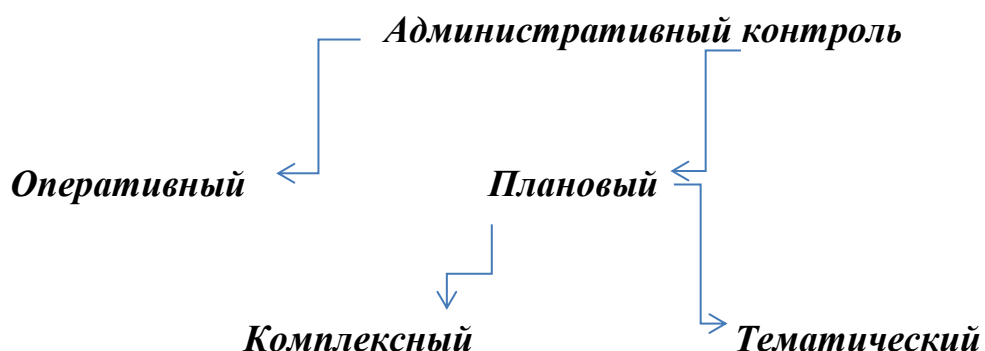 Административный контроль
Оперативный Плановый
Комплексный Тематический